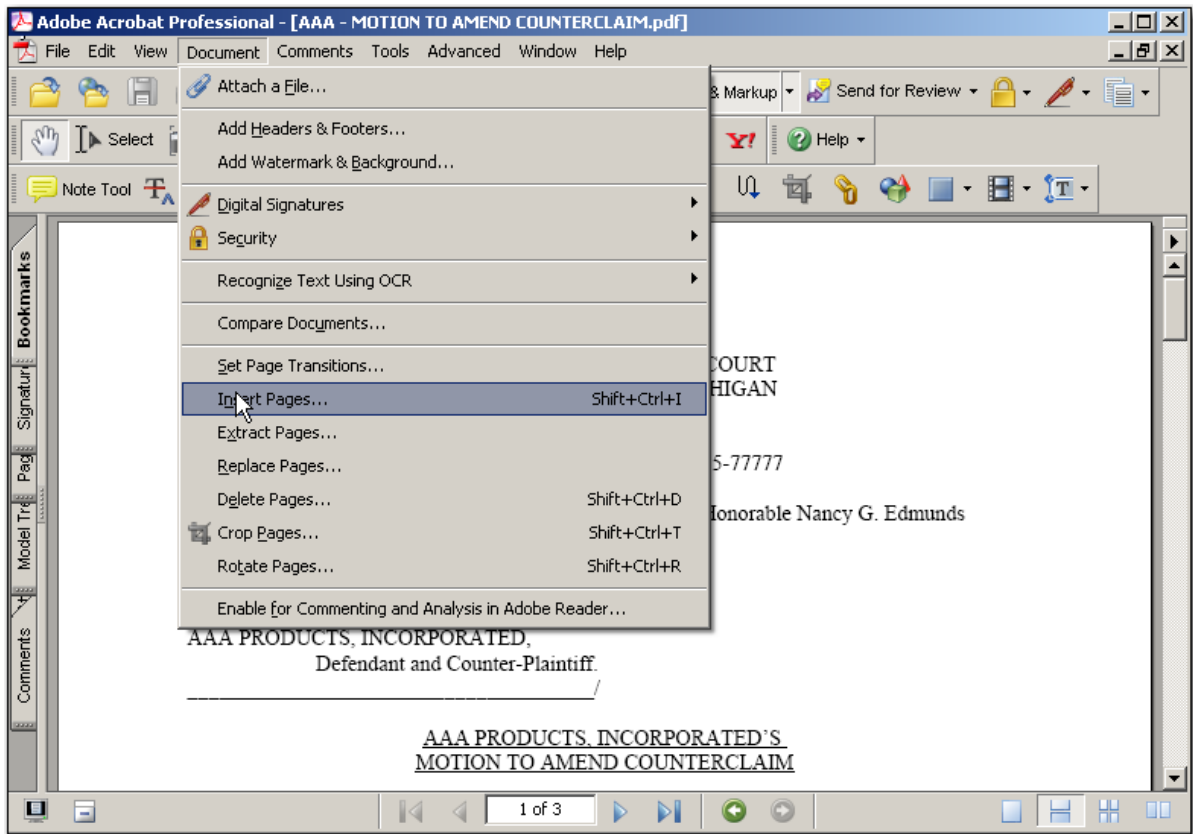 Adobe Acrobat Professional - [AAA - MOTION TO AMEND COUNTERCLAIM.pdf]
File Edit View Document Comments Tools Advanced Window Help
Attach a File...
& Markup Send for Review
Add Headers & Footers...
Select
Y! Help
Add Watermark & Background...
Note Tool T
Digital Signatures
Security
Recognize Text Using OCR
Compare Documents...
Set Page Transitions...
Insert Pages... Shift+Ctrl+I
Extract Pages...
Replace Pages...
Delete Pages... Shift+Ctrl+D
Crop Pages... Shift+Ctrl+T
Rotate Pages... Shift+Ctrl+R
Enable for Commenting and Analysis in Adobe Reader...
Bookmarks
Signatur
Pag
Model Tre
Comments
COURT
HIGAN
5-77777
Honorable Nancy G. Edmunds
AAA PRODUCTS, INCORPORATED,
Defendant and Counter-Plaintiff.
/
AAA PRODUCTS, INCORPORATED'S
MOTION TO AMEND COUNTERCLAIM
1 of 3